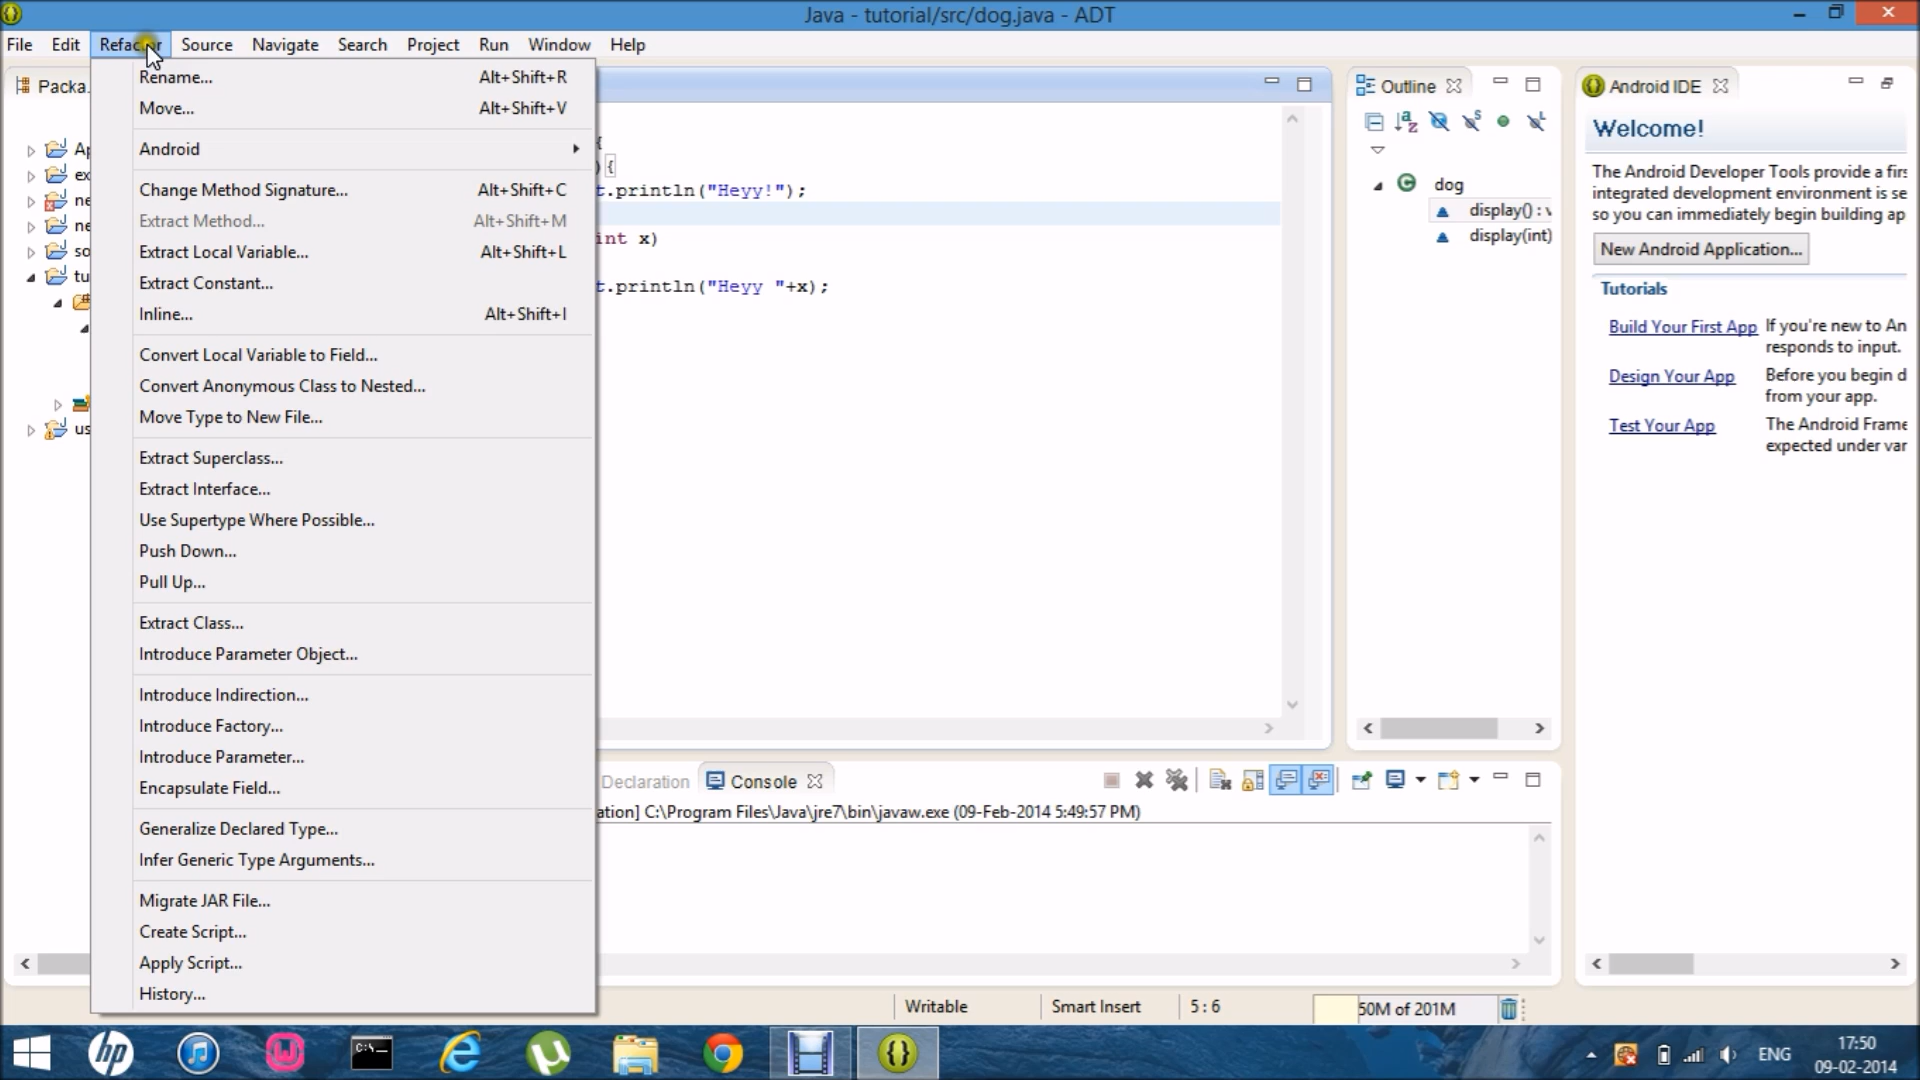 Java - tutorial/src/dog.java - ADT
File Edit Refactor Source Navigate Search Project Run Window Help
Packa.
Rename... Alt+Shift+R
Move... Alt+Shift+V
Android
Change Method Signature... Alt+Shift+C
Extract Method... Alt+Shift+M
Extract Local Variable... Alt+Shift+L
Extract Constant...
Inline... Alt+Shift+I
Convert Local Variable to Field...
Convert Anonymous Class to Nested...
Move Type to New File...
Extract Superclass...
Extract Interface...
Use Supertype Where Possible...
Push Down...
Pull Up...
Extract Class...
Introduce Parameter Object...
Introduce Indirection...
Introduce Factory...
Introduce Parameter...
Encapsulate Field...
Generalize Declared Type...
Infer Generic Type Arguments...
Migrate JAR File...
Create Script...
Apply Script...
History...
Ap
ex
ne
ne
so
tu
us
{
){
t.println("Heyy!");
int x)
t.println("Heyy "+x);
Outline
dog
display() : v
display(int)
Android IDE
Welcome!
The Android Developer Tools provide a firs
integrated development environment is se
so you can immediately begin building ap
New Android Application...
Tutorials
Build Your First App If you're new to An
responds to input.
Design Your App Before you begin d
from your app.
Test Your App The Android Frame
expected under var
Declaration Console
ation] C:\Program Files\Java\jre7\bin\javaw.exe (09-Feb-2014 5:49:57 PM)
Writable Smart Insert 5 : 6 50M of 201M
hp
C:\
ENG
17:50
09-02-2014